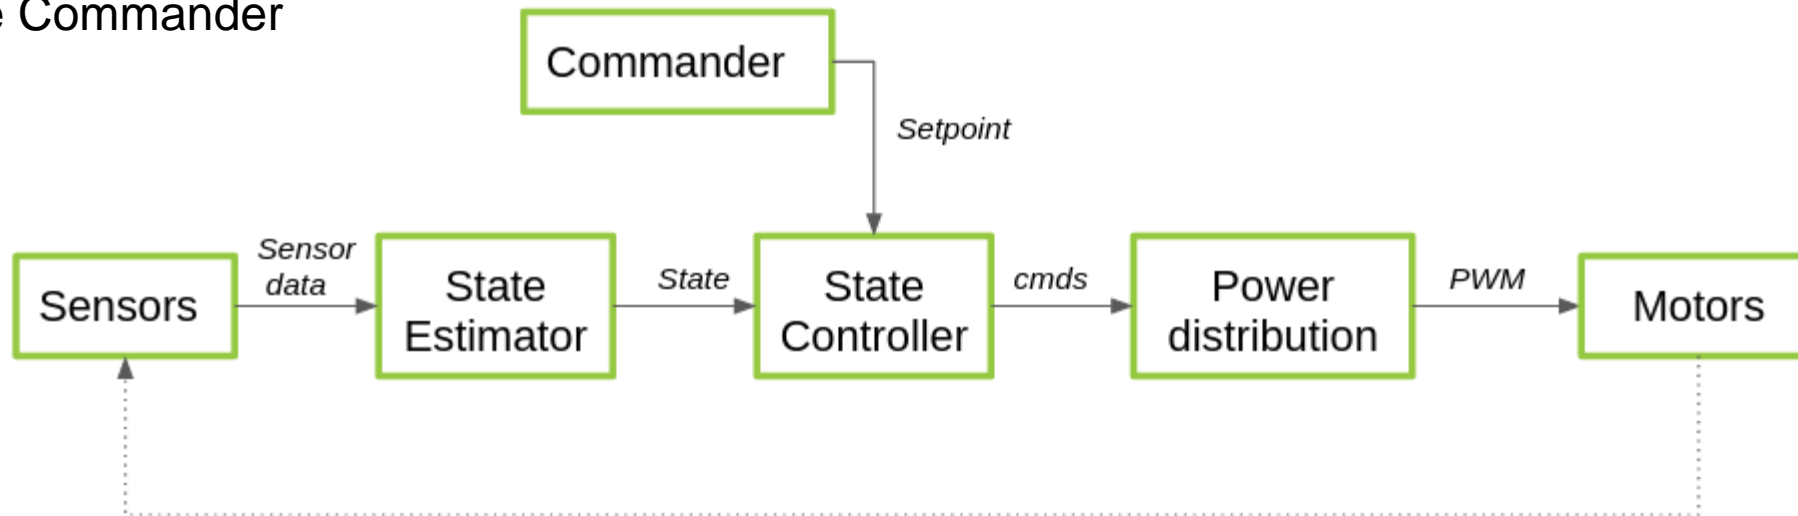 e Commander
Commander
Setpoint
Sensors
Sensor
data
State
Estimator
State
State
Controller
cmds
Power
distribution
PWM
Motors